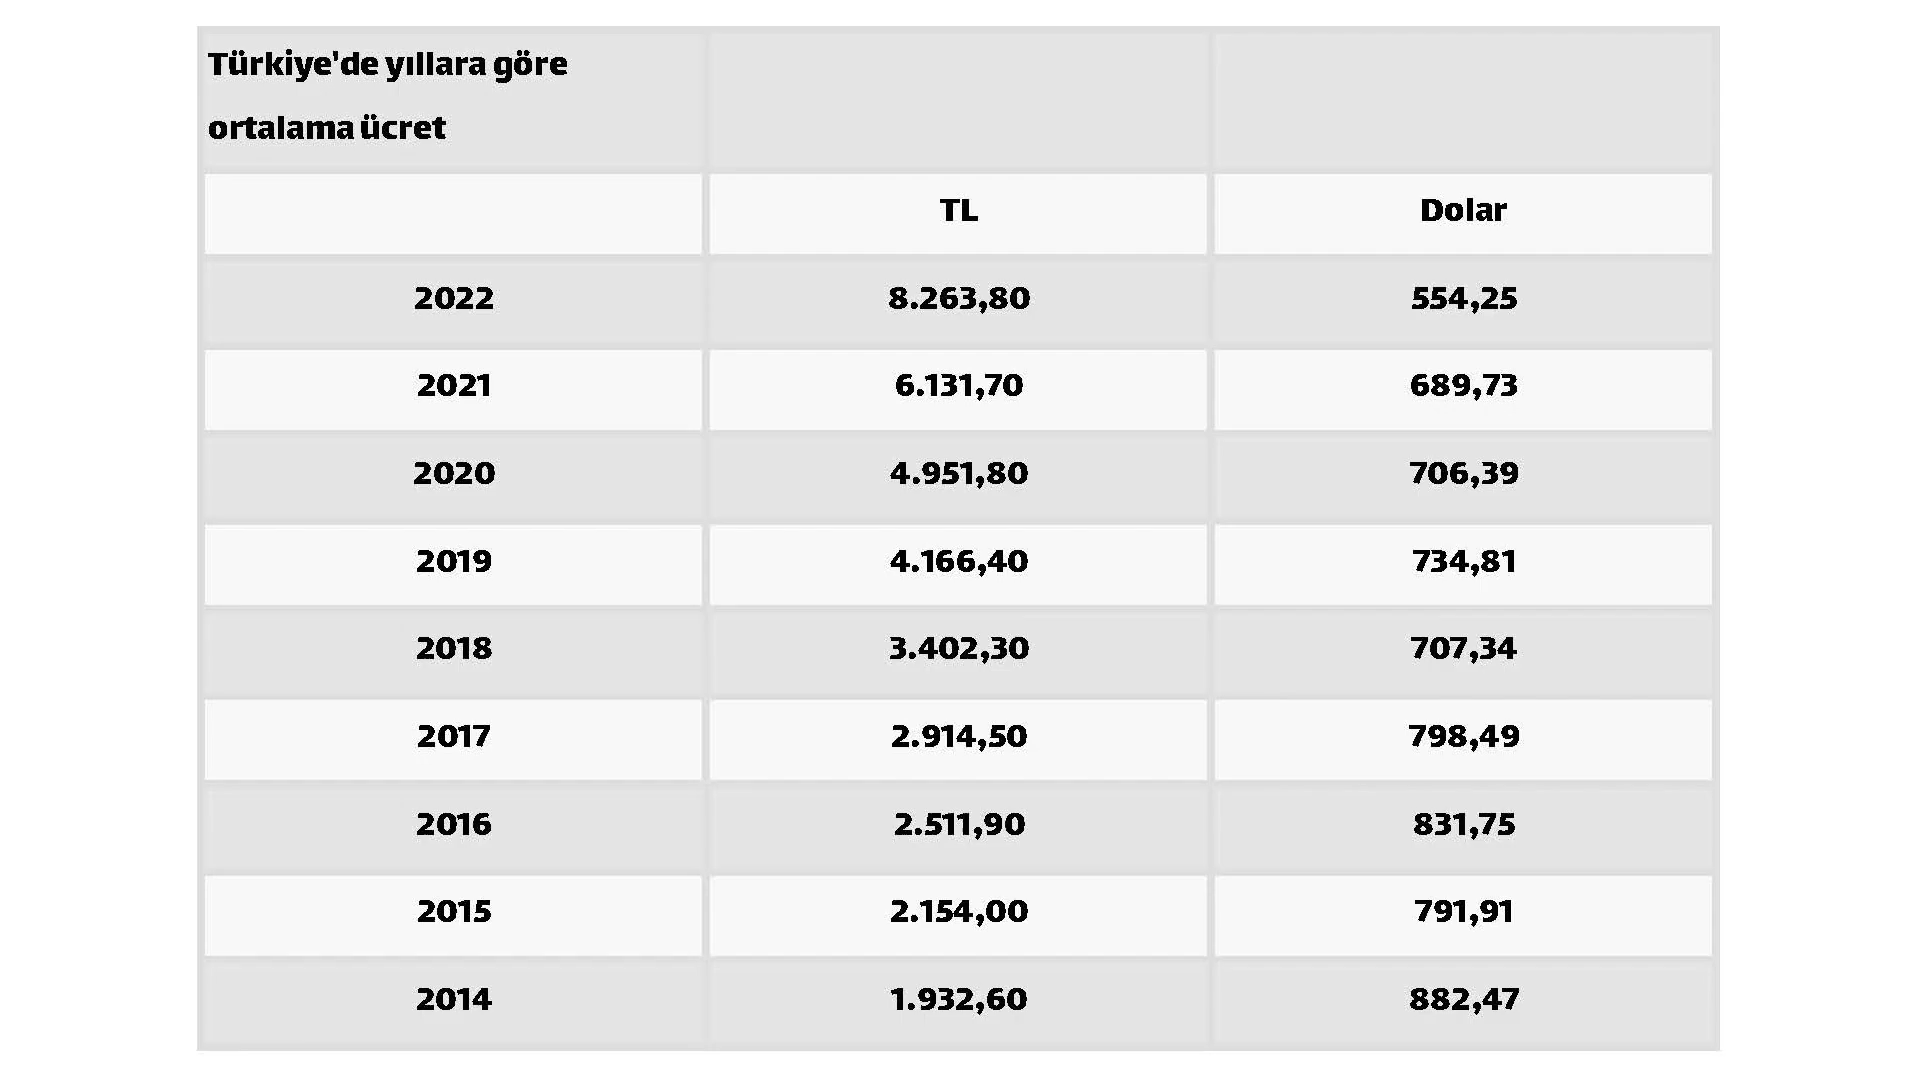 Türkiye'de yıllara göre
ortalama ücret
TL Dolar
2022 8.263,80 554,25
2021 6.131,70 689,73
2020 4.951,80 706,39
2019 4.166,40 734,81
2018 3.402,30 707,34
2017 2.914,50 798,49
2016 2.511,90 831,75
2015 2.154,00 791,91
2014 1.932,60 882,47